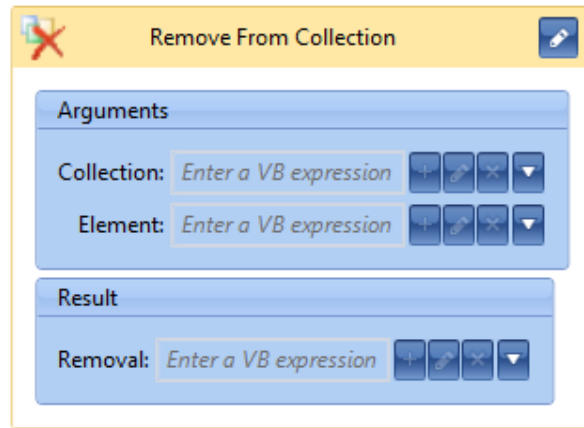 Remove From Collection
Arguments
Collection: Enter a VB expression
Element: Enter a VB expression
Result
Removal: Enter a VB expression